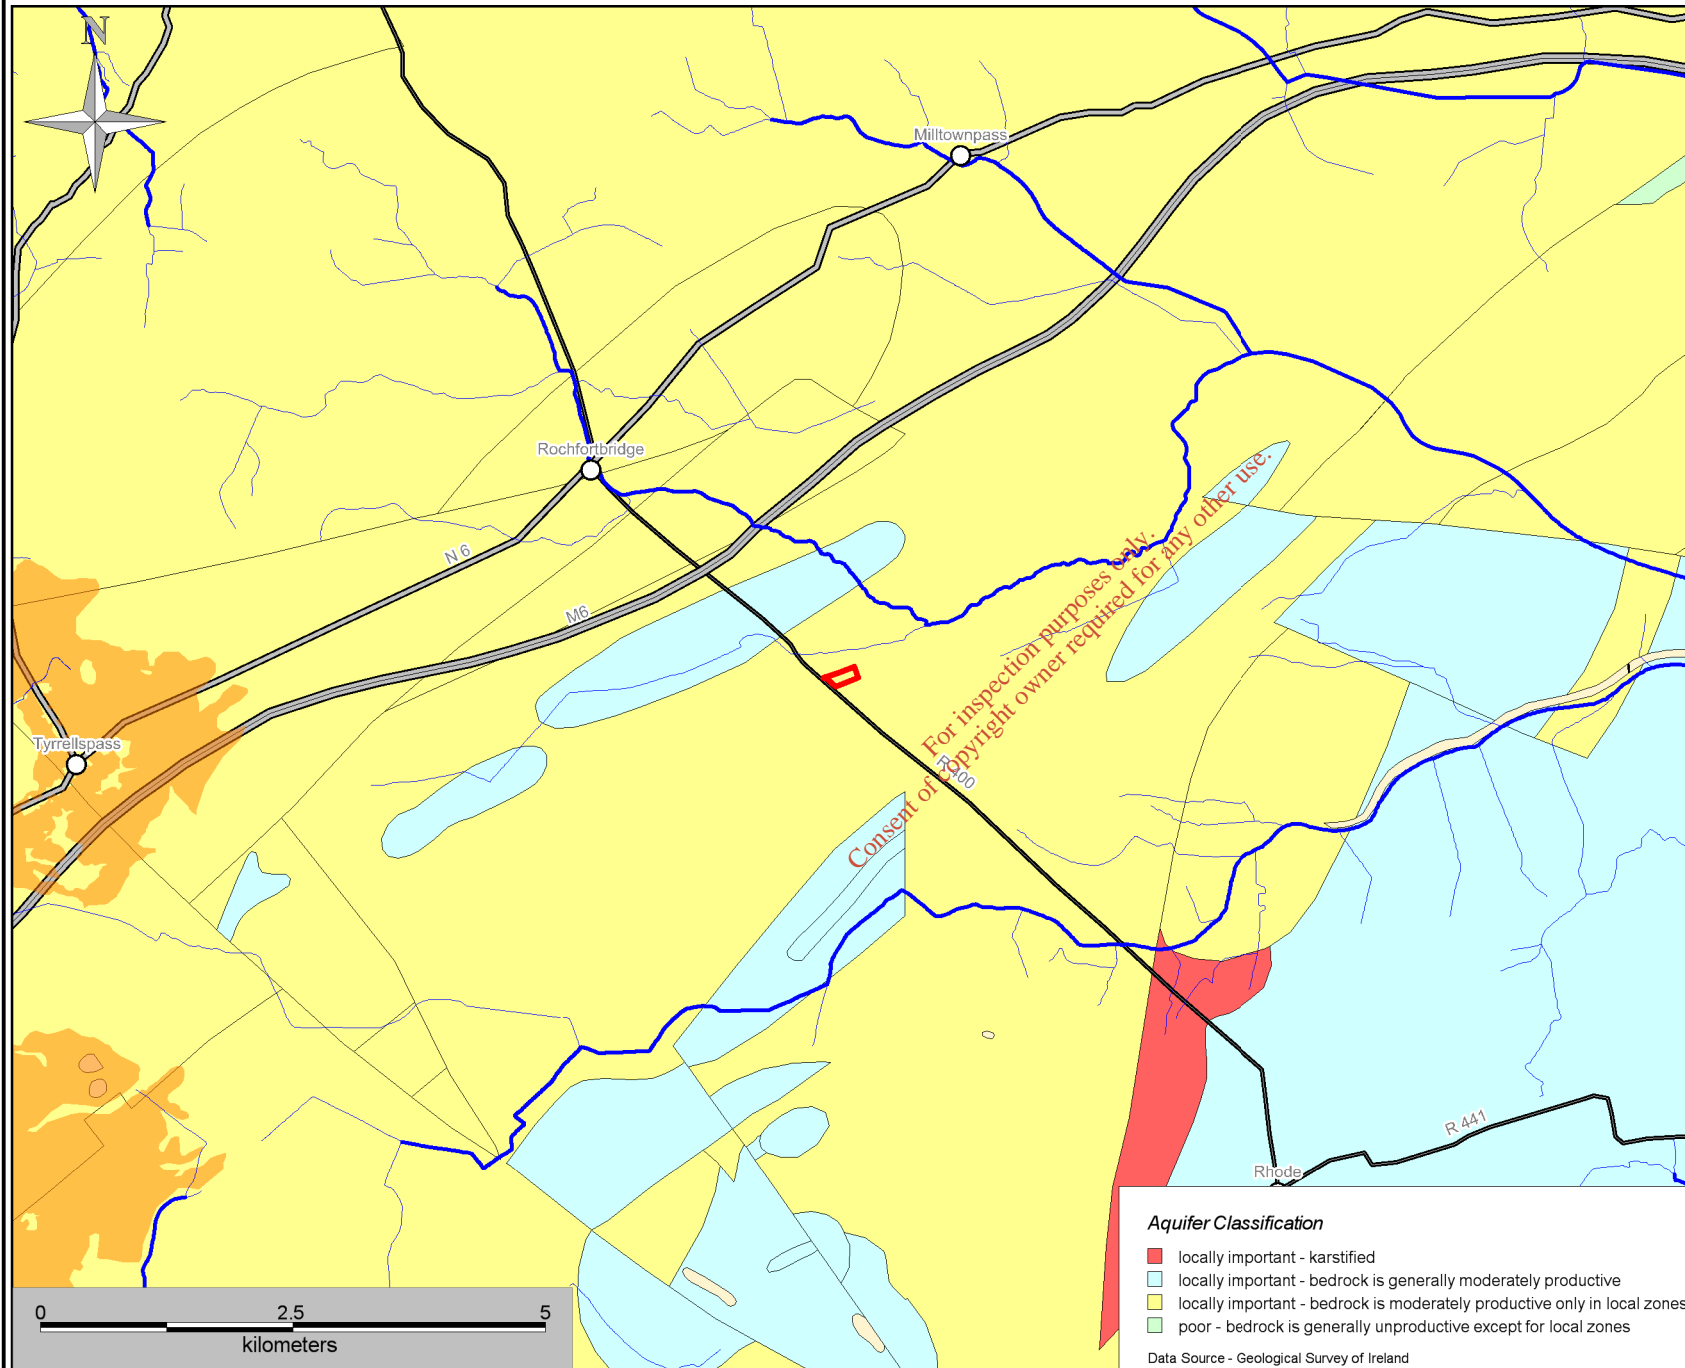 N
Milltownpass
Rochfortbridge
N 6
M6
Tyrrellspass
For inspection purposes only.
Consent of copyright owner required for any other use.
R 400
R 441
Rhode
Aquifer Classification
locally important - karstified
locally important - bedrock is generally moderately productive
locally important - bedrock is moderately productive only in local zones
poor - bedrock is generally unproductive except for local zones
Data Source - Geological Survey of Ireland
0 2.5 5
kilometers